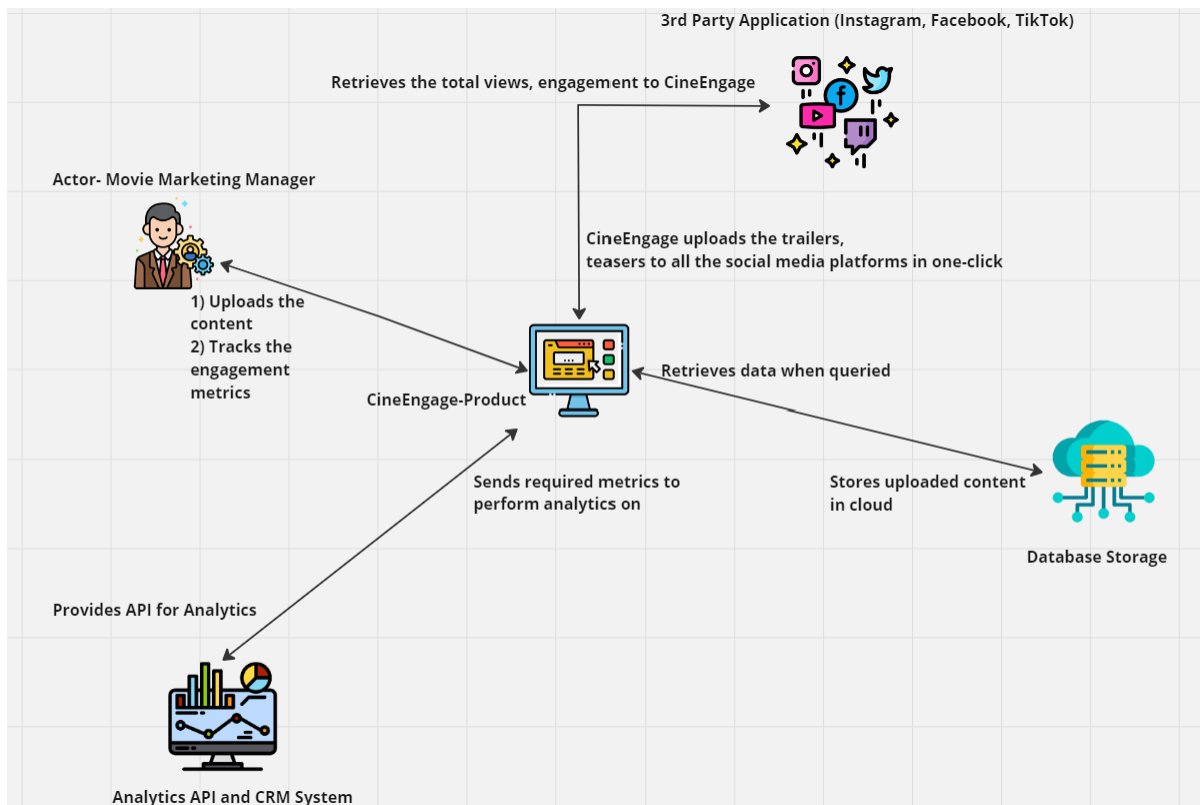 3rd Party Application (Instagram, Facebook, TikTok)
Retrieves the total views, engagement to CineEngage
Actor- Movie Marketing Manager
CineEngage uploads the trailers,
teasers to all the social media platforms in one-click
1) Uploads the
content
2) Tracks the
engagement
metrics
CineEngage-Product
Retrieves data when queried
Sends required metrics to
perform analytics on
Stores uploaded content
in cloud
Database Storage
Provides API for Analytics
Analytics API and CRM System